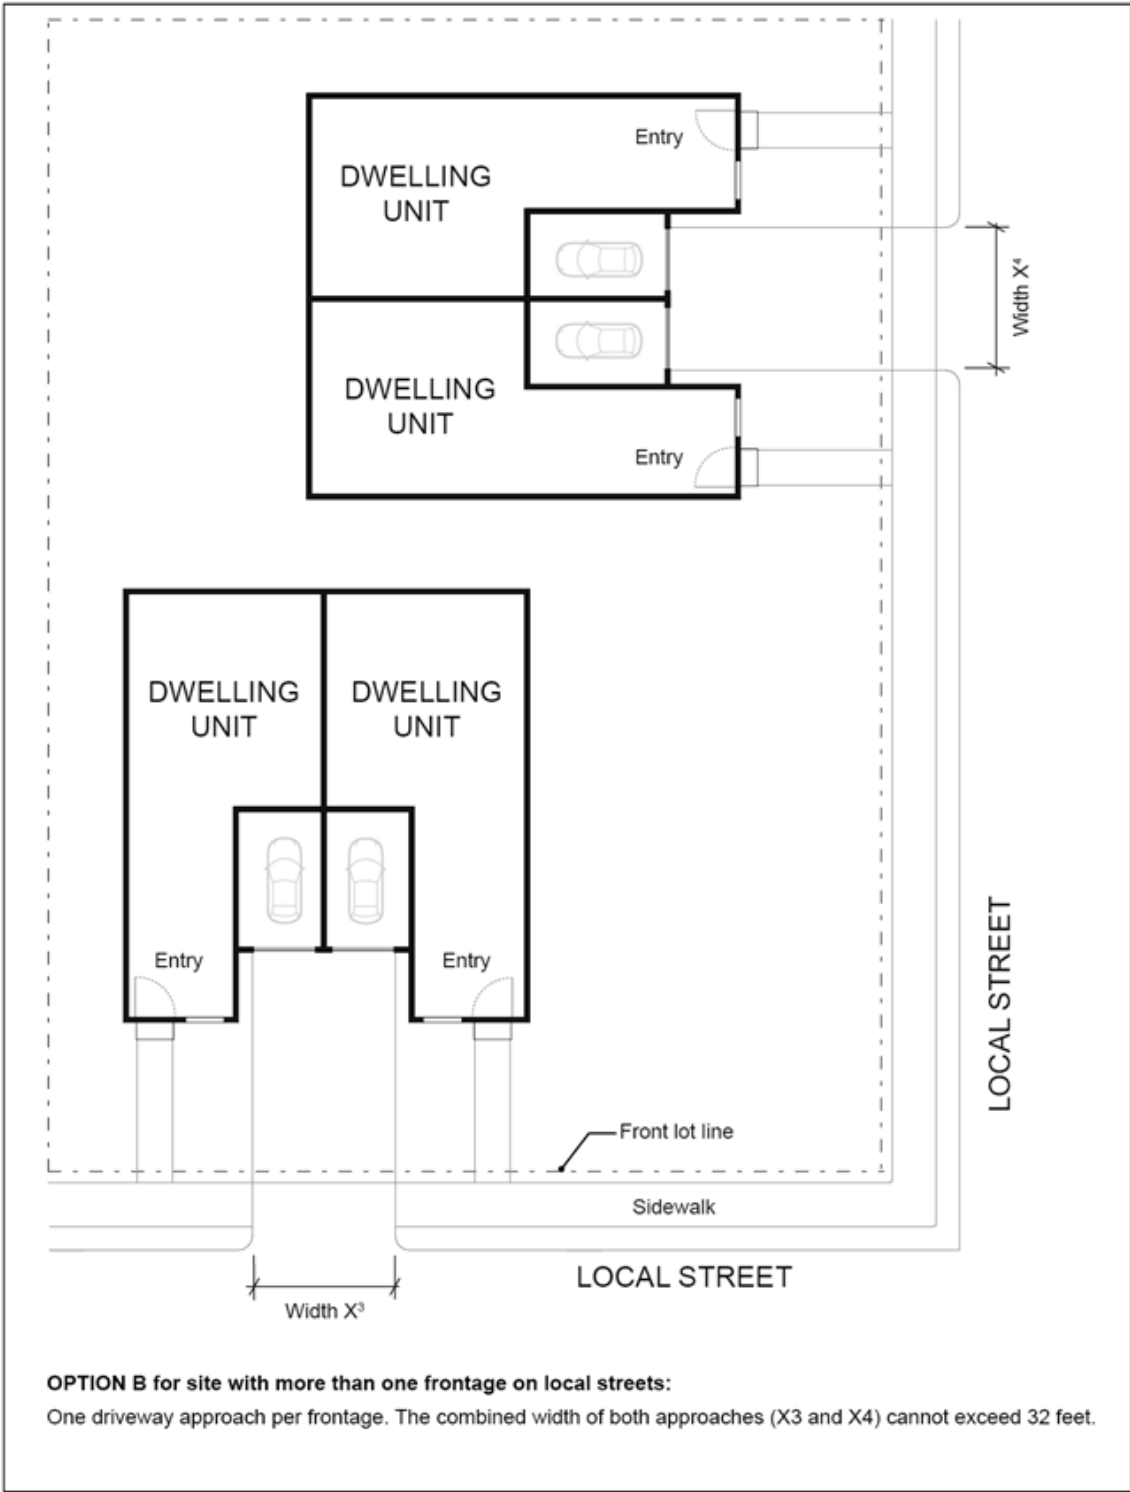 Entry
DWELLING
UNIT
Width X⁴
DWELLING
UNIT
Entry
DWELLING
UNIT
DWELLING
UNIT
Entry
Entry
LOCAL STREET
Front lot line
Sidewalk
LOCAL STREET
Width X³
OPTION B for site with more than one frontage on local streets:
One driveway approach per frontage. The combined width of both approaches (X3 and X4) cannot exceed 32 feet.